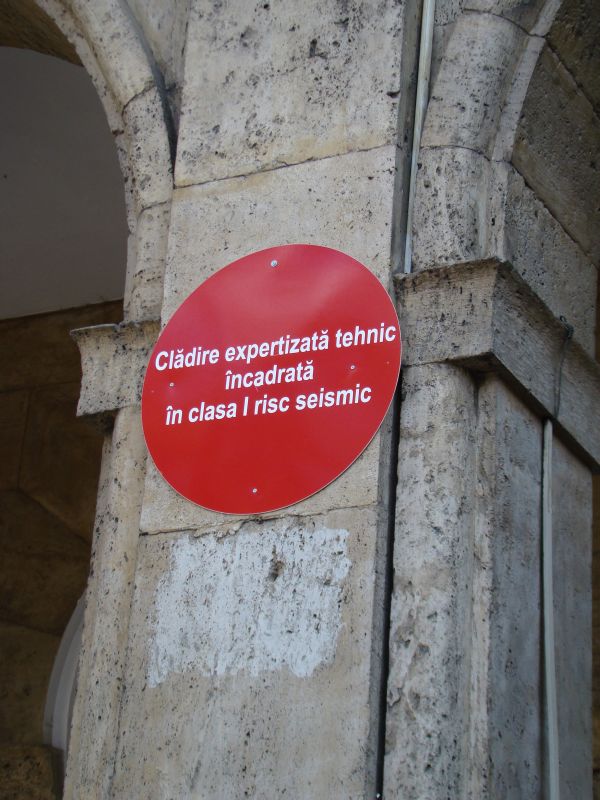 Clădire expertizată tehnic
încadrată
în clasa I risc seismic